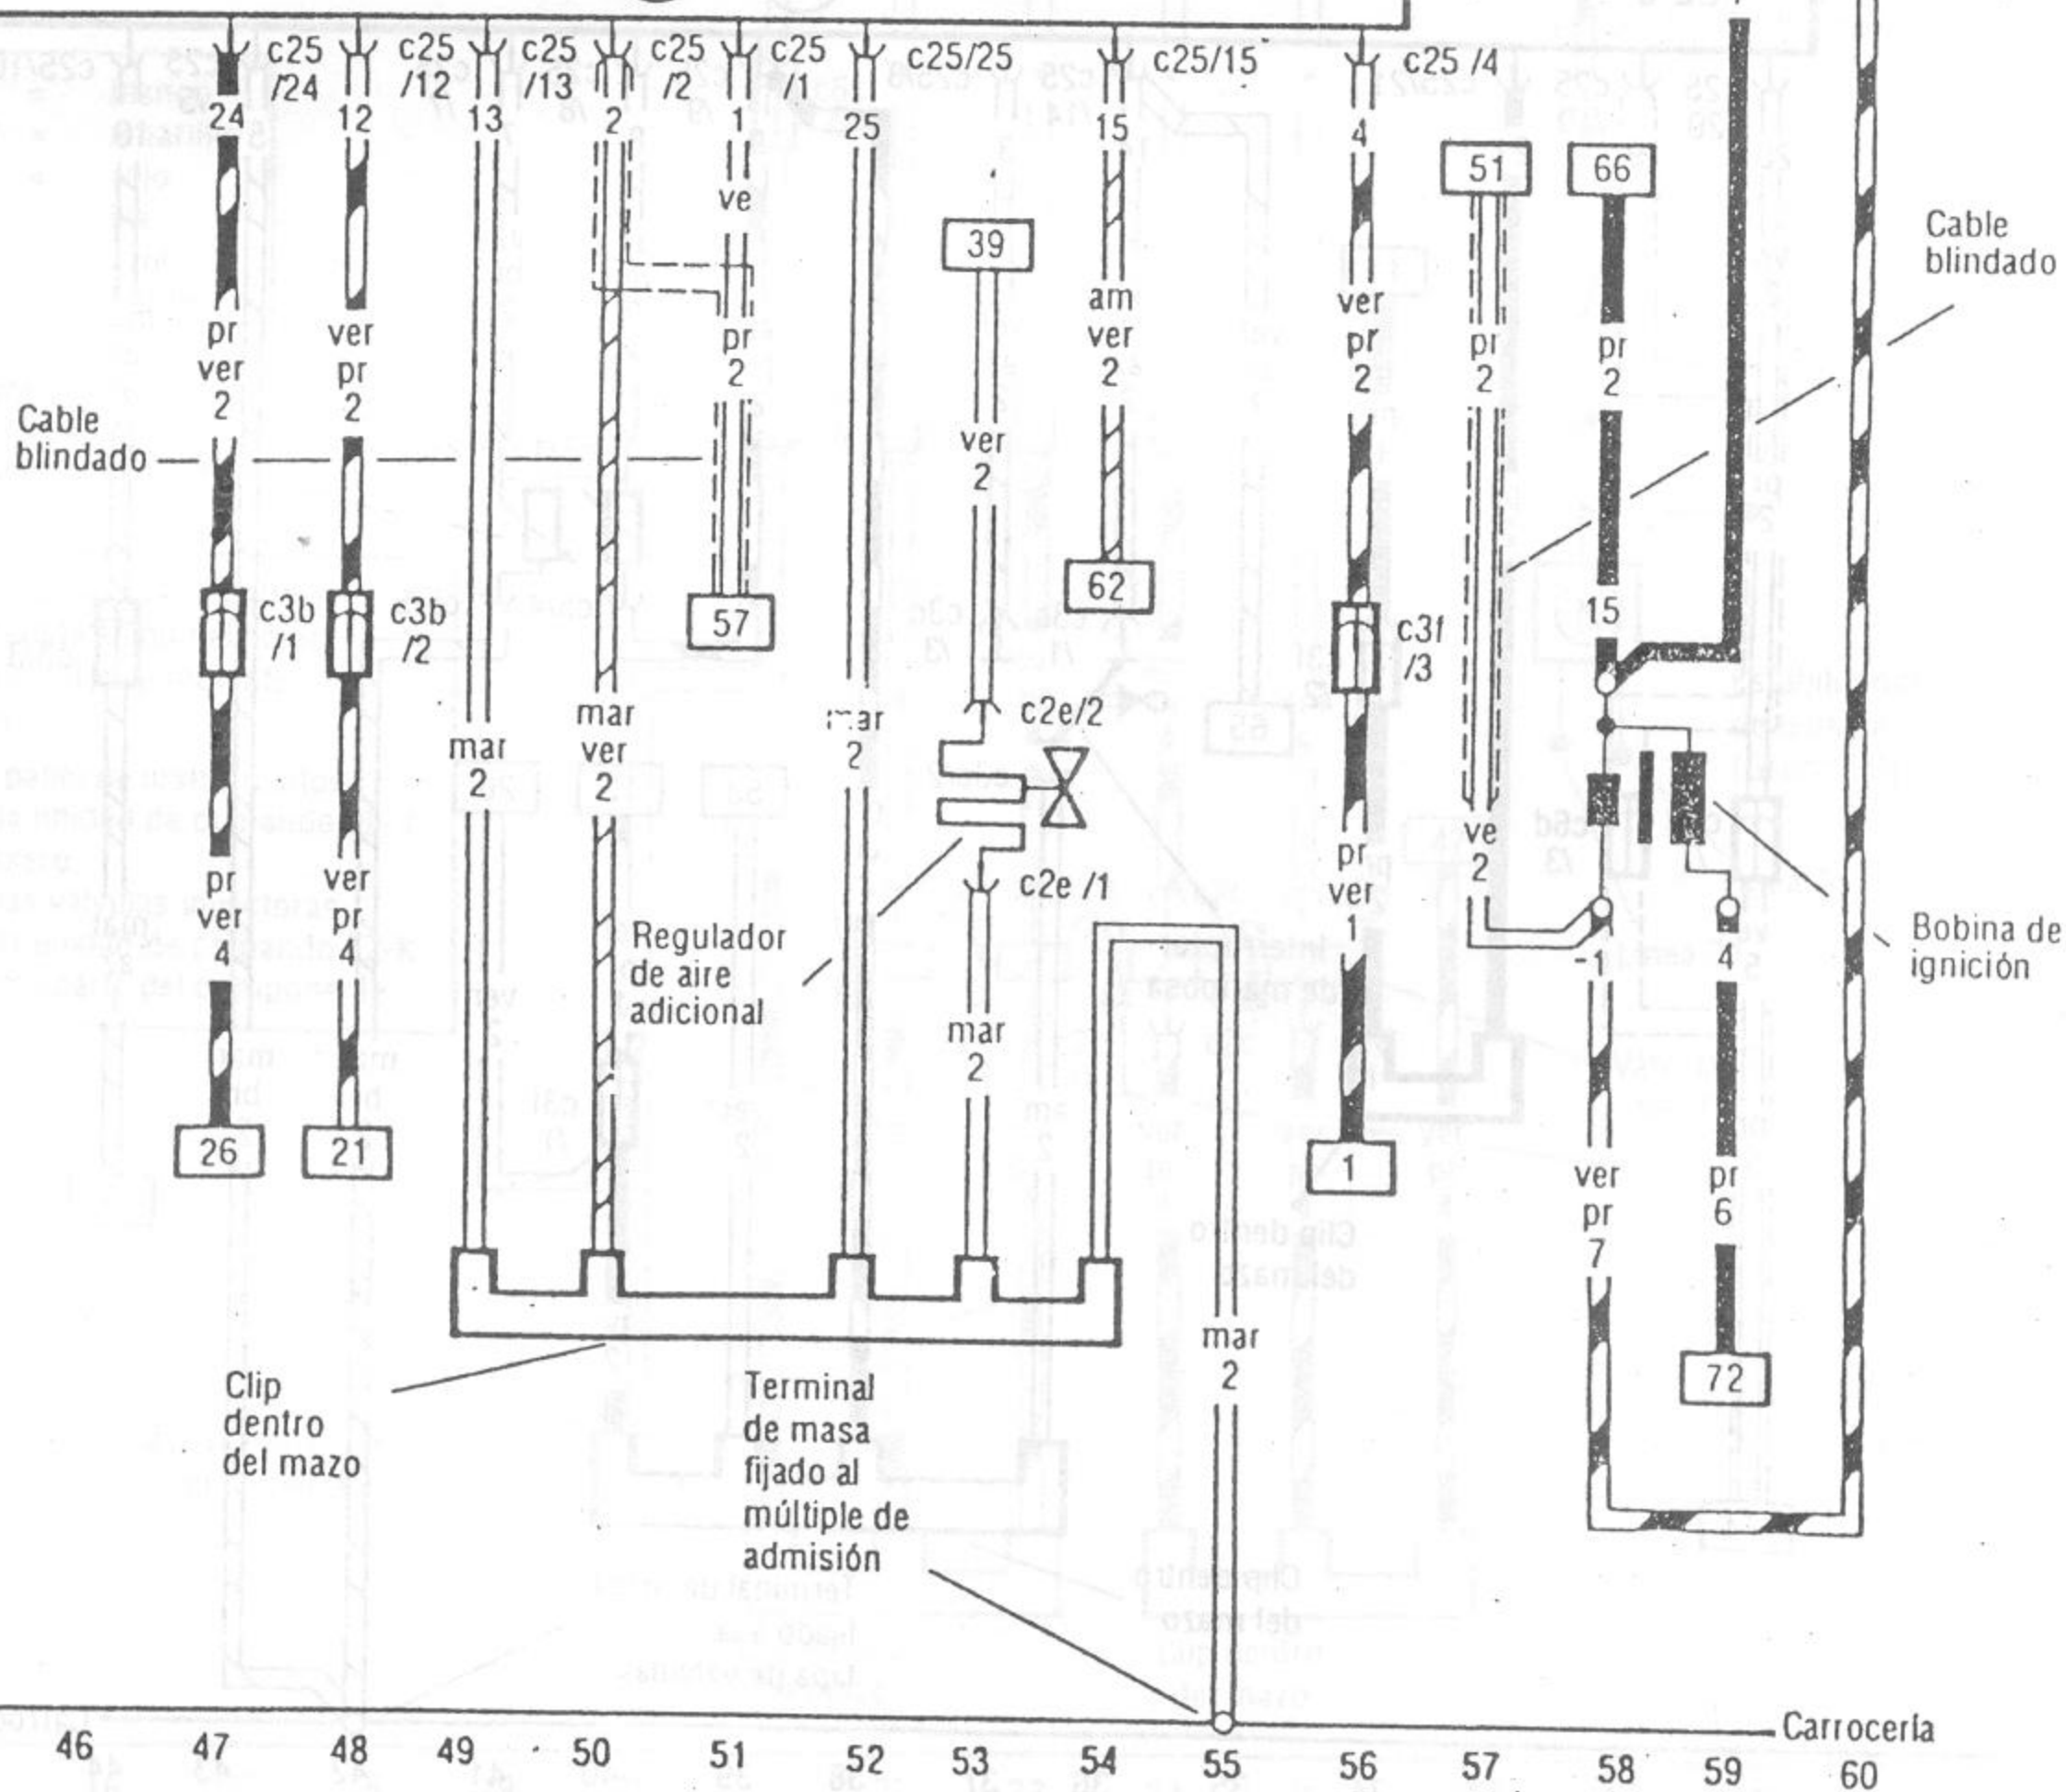 c25 c25 c25 c25 c25 c25/25 c25/15 c25 /4
/24 /12 /13 /2 /1
24 12 13 2 1 25 15 4
51 66
ve
39
Cable
blindado
am
ver
2
ver
pr
2
pr
ver
2
ver
pr
2
pr
2
pr
2
pr
2
Cable
blindado
ver
2
62
57
15
c3b
/1
c3b
/2
c3f
/3
mar
2
mar
ver
2
mar
2
c2e/2
c2e /1
pr
ver
4
ver
pr
4
pr
ver
1
ve
2
Regulador
de aire
adicional
Bobina de
ignición
-1 4
mar
2
26 21
1
ver
pr
7
pr
6
72
mar
2
Clip
dentro
del mazo
Terminal
de masa
fijado al
múltiple de
admisión
Carrocería
46 47 48 49 50 51 52 53 54 55 56 57 58 59 60